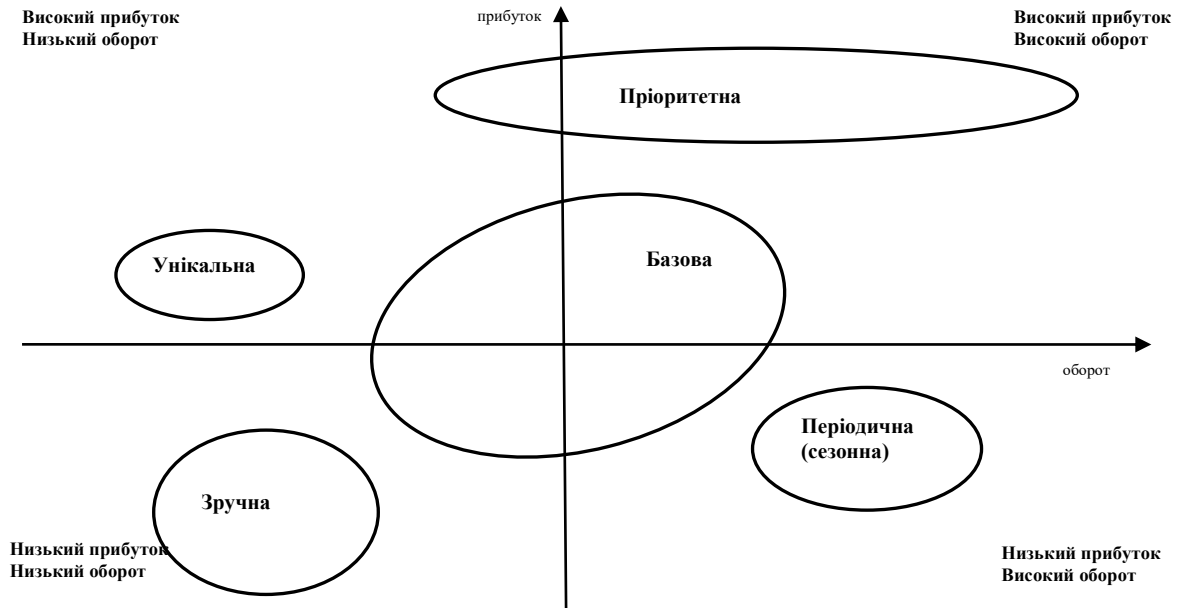 Високий прибуток
Низький оборот
прибуток
Високий прибуток
Високий оборот
Пріоритетна
Унікальна
Базова
оборот
Періодична
(сезонна)
Зручна
Низький прибуток
Низький оборот
Низький прибуток
Високий оборот